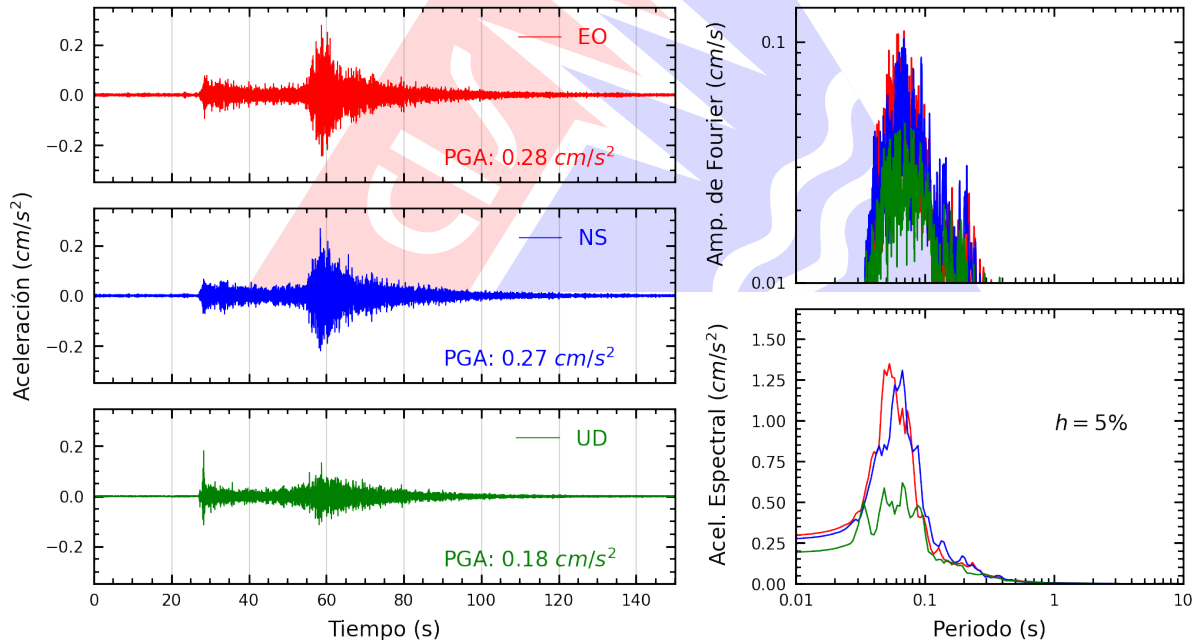 Aceleración (cm/s²)
0.2
0.0
−0.2
EO
PGA: 0.28 cm/s²
0.2
0.0
−0.2
NS
PGA: 0.27 cm/s²
0.2
0.0
−0.2
UD
PGA: 0.18 cm/s²
0 20 40 60 80 100 120 140
Tiempo (s)
Amp. de Fourier (cm/s)
0.1
0.01
Acel. Espectral (cm/s²)
1.50
1.25
1.00
0.75
0.50
0.25
0.00
h = 5%
0.01 0.1 1 10
Periodo (s)